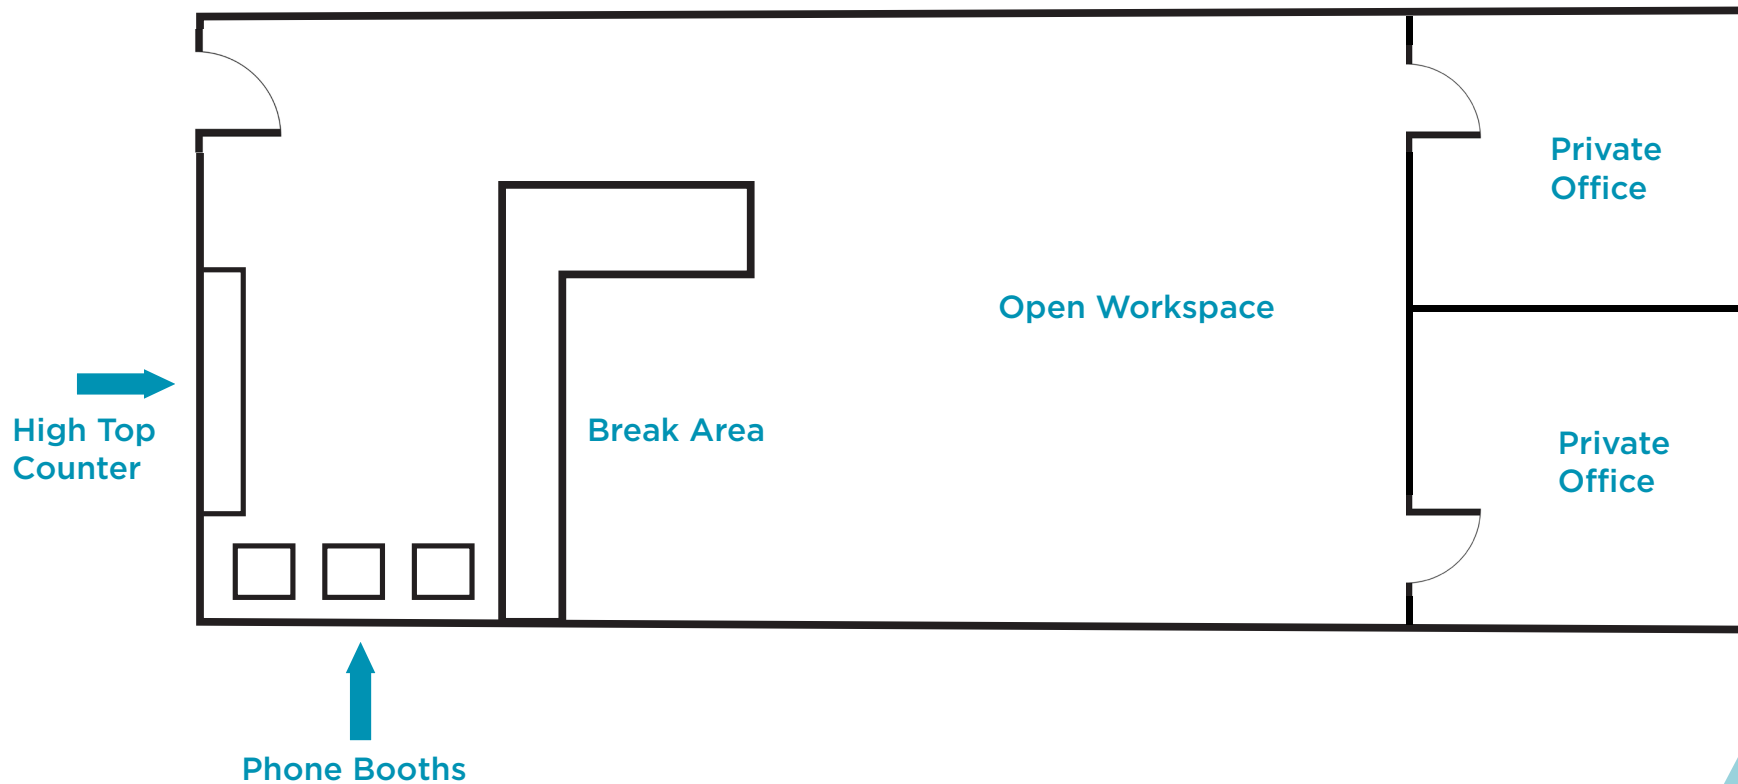 Private
Office
Open Workspace
High Top
Counter
Break Area
Private
Office
Phone Booths